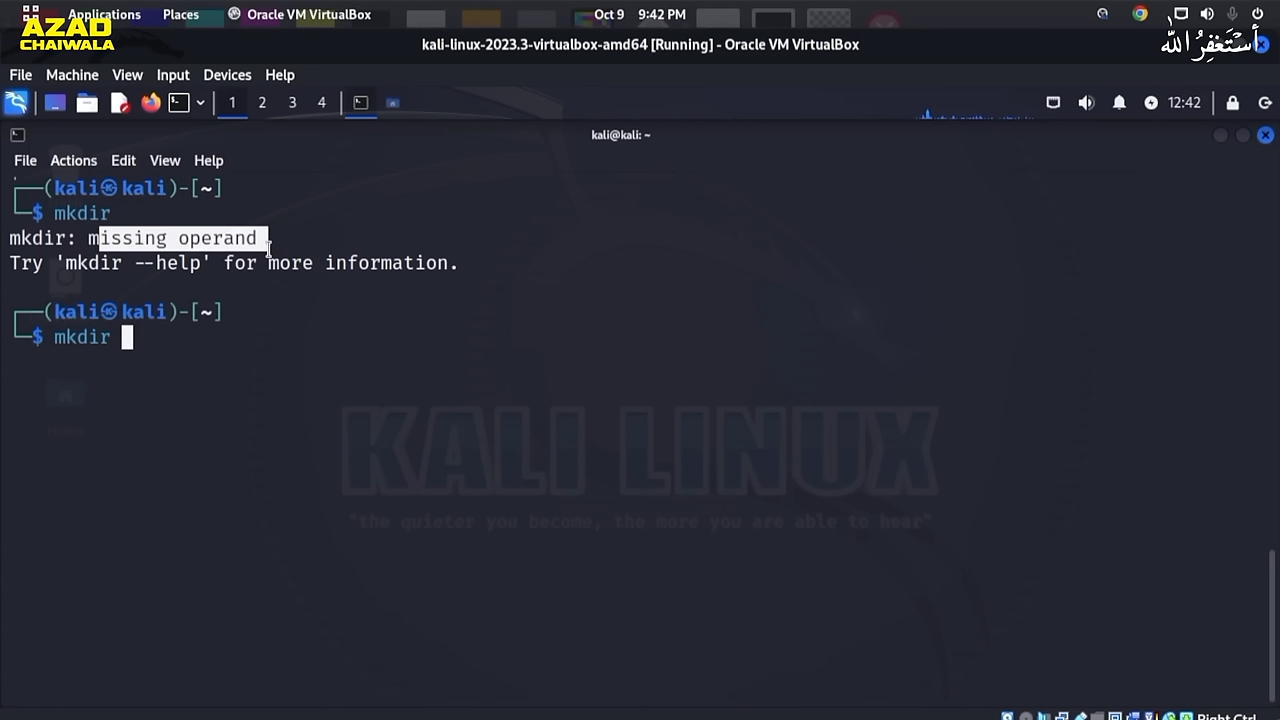 Applications Places Oracle VM VirtualBox Oct 9 9:42 PM
AZAD
CHAIWALA
أستغفر الله
kali-linux-2023.3-virtualbox-amd64 [Running] - Oracle VM VirtualBox
File Machine View Input Devices Help
1 2 3 4 12:42
kali@kali: ~
File Actions Edit View Help
(kali㉿kali)-[~]
$ mkdir
mkdir: missing operand
Try 'mkdir --help' for more information.
(kali㉿kali)-[~]
$ mkdir
Home
KALI LINUX
"the quieter you become, the more you are able to hear"
Right Ctrl